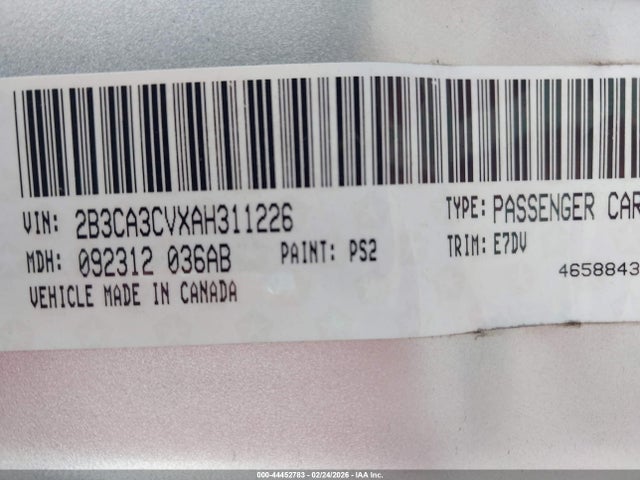 VIN: 2B3CA3CVXAH311226
TYPE: PASSENGER CAR
MDH: 092312 036AB
PAINT: PS2
TRIM: E7DV
VEHICLE MADE IN CANADA
4658843
000-44452783 - 02/24/2026 - IAA Inc.